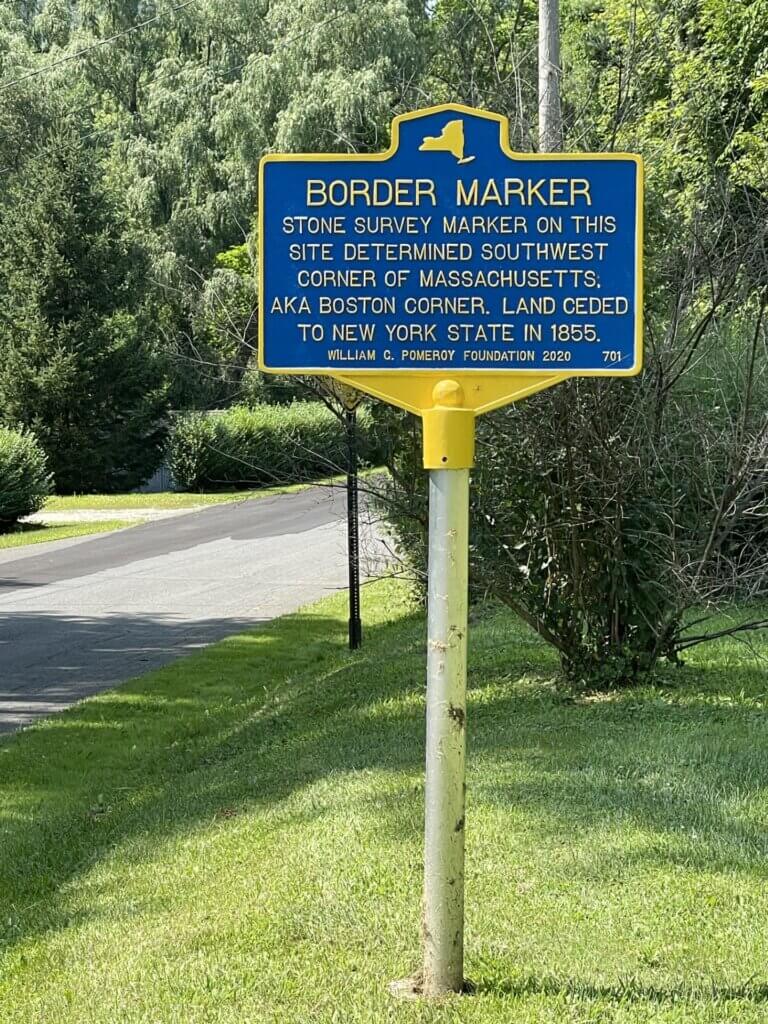 BORDER MARKER
STONE SURVEY MARKER ON THIS
SITE DETERMINED SOUTHWEST
CORNER OF MASSACHUSETTS;
AKA BOSTON CORNER. LAND CEDED
TO NEW YORK STATE IN 1855.
WILLIAM G. POMEROY FOUNDATION 2020 701